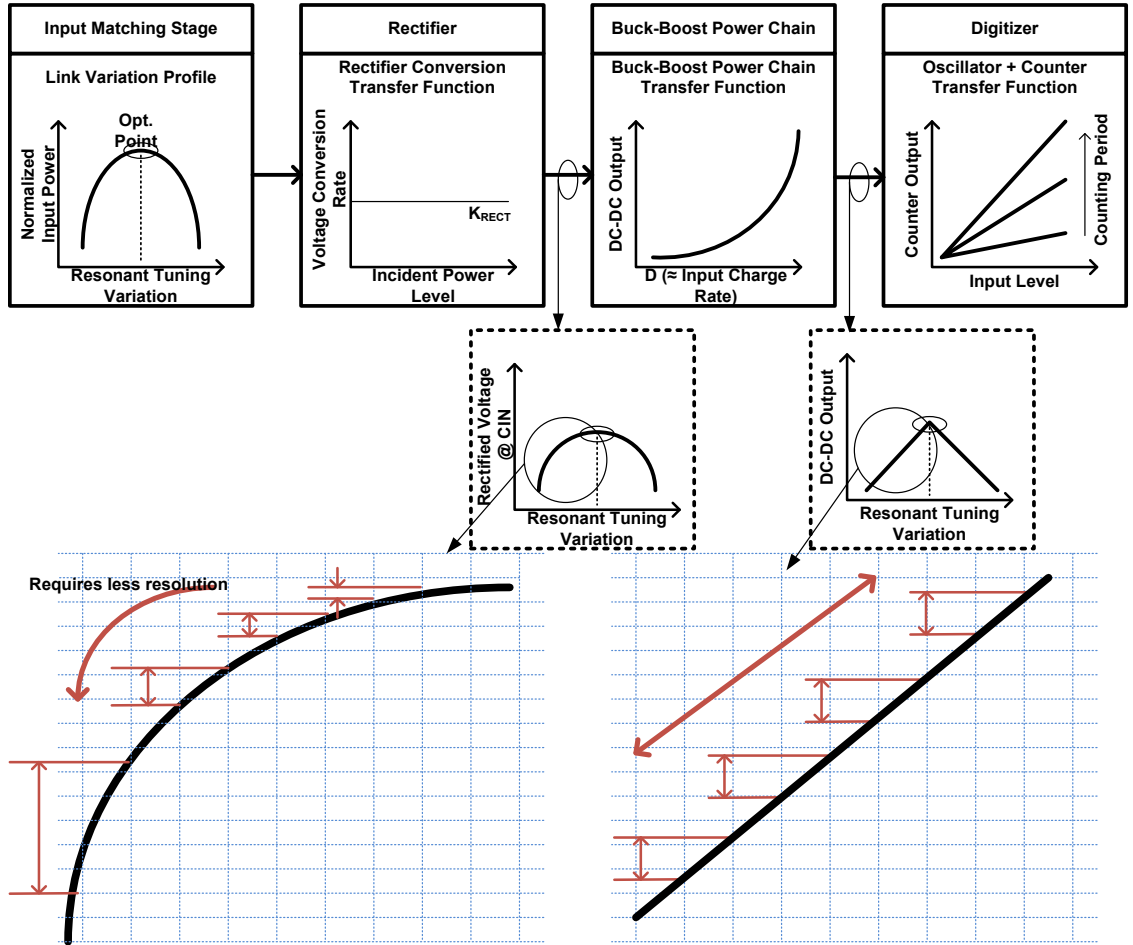 Input Matching Stage
Link Variation Profile
Opt.
Point
Normalized
Input Power
Resonant Tuning
Variation
Rectifier
Rectifier Conversion
Transfer Function
Voltage Conversion
Rate
KRECT
Incident Power
Level
Buck-Boost Power Chain
Buck-Boost Power Chain
Transfer Function
DC-DC Output
D (≈ Input Charge
Rate)
Digitizer
Oscillator + Counter
Transfer Function
Counter Output
Counting Period
Input Level
Rectified Voltage
@ CIN
Resonant Tuning
Variation
DC-DC Output
Resonant Tuning
Variation
Requires less resolution